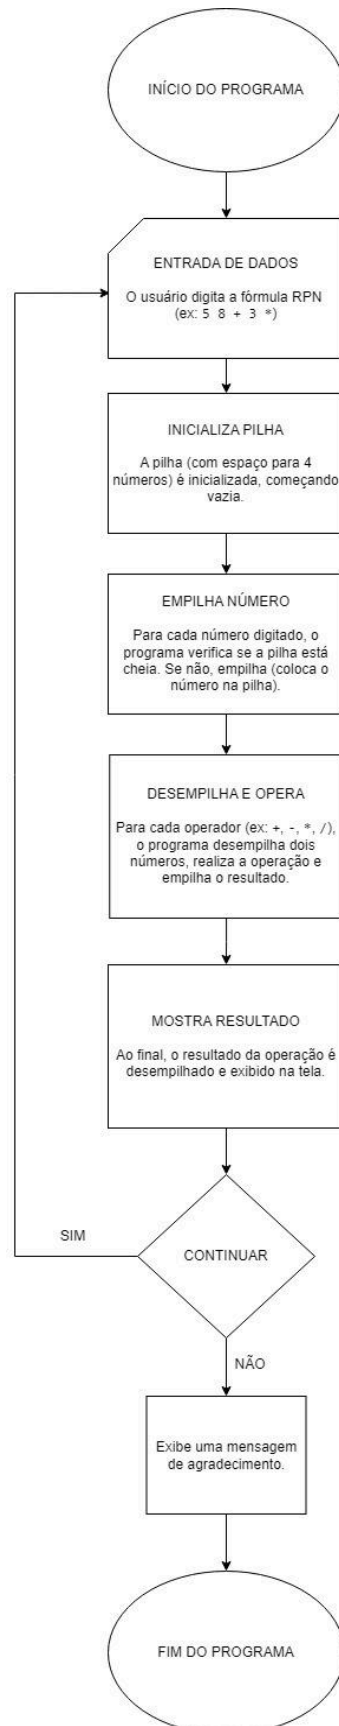 INÍCIO DO PROGRAMA
ENTRADA DE DADOS
O usuário digita a fórmula RPN
(ex: 5 8 + 3 *)
INICIALIZA PILHA
A pilha (com espaço para 4
números) é inicializada, começando
vazia.
EMPILHA NÚMERO
Para cada número digitado, o
programa verifica se a pilha está
cheia. Se não, empilha (coloca o
número na pilha).
DESEMPILHA E OPERA
Para cada operador (ex: +, -, *, /),
o programa desempilha dois
números, realiza a operação e
empilha o resultado.
MOSTRA RESULTADO
Ao final, o resultado da operação é
desempilhado e exibido na tela.
SIM
CONTINUAR
NÃO
Exibe uma mensagem
de agradecimento.
FIM DO PROGRAMA